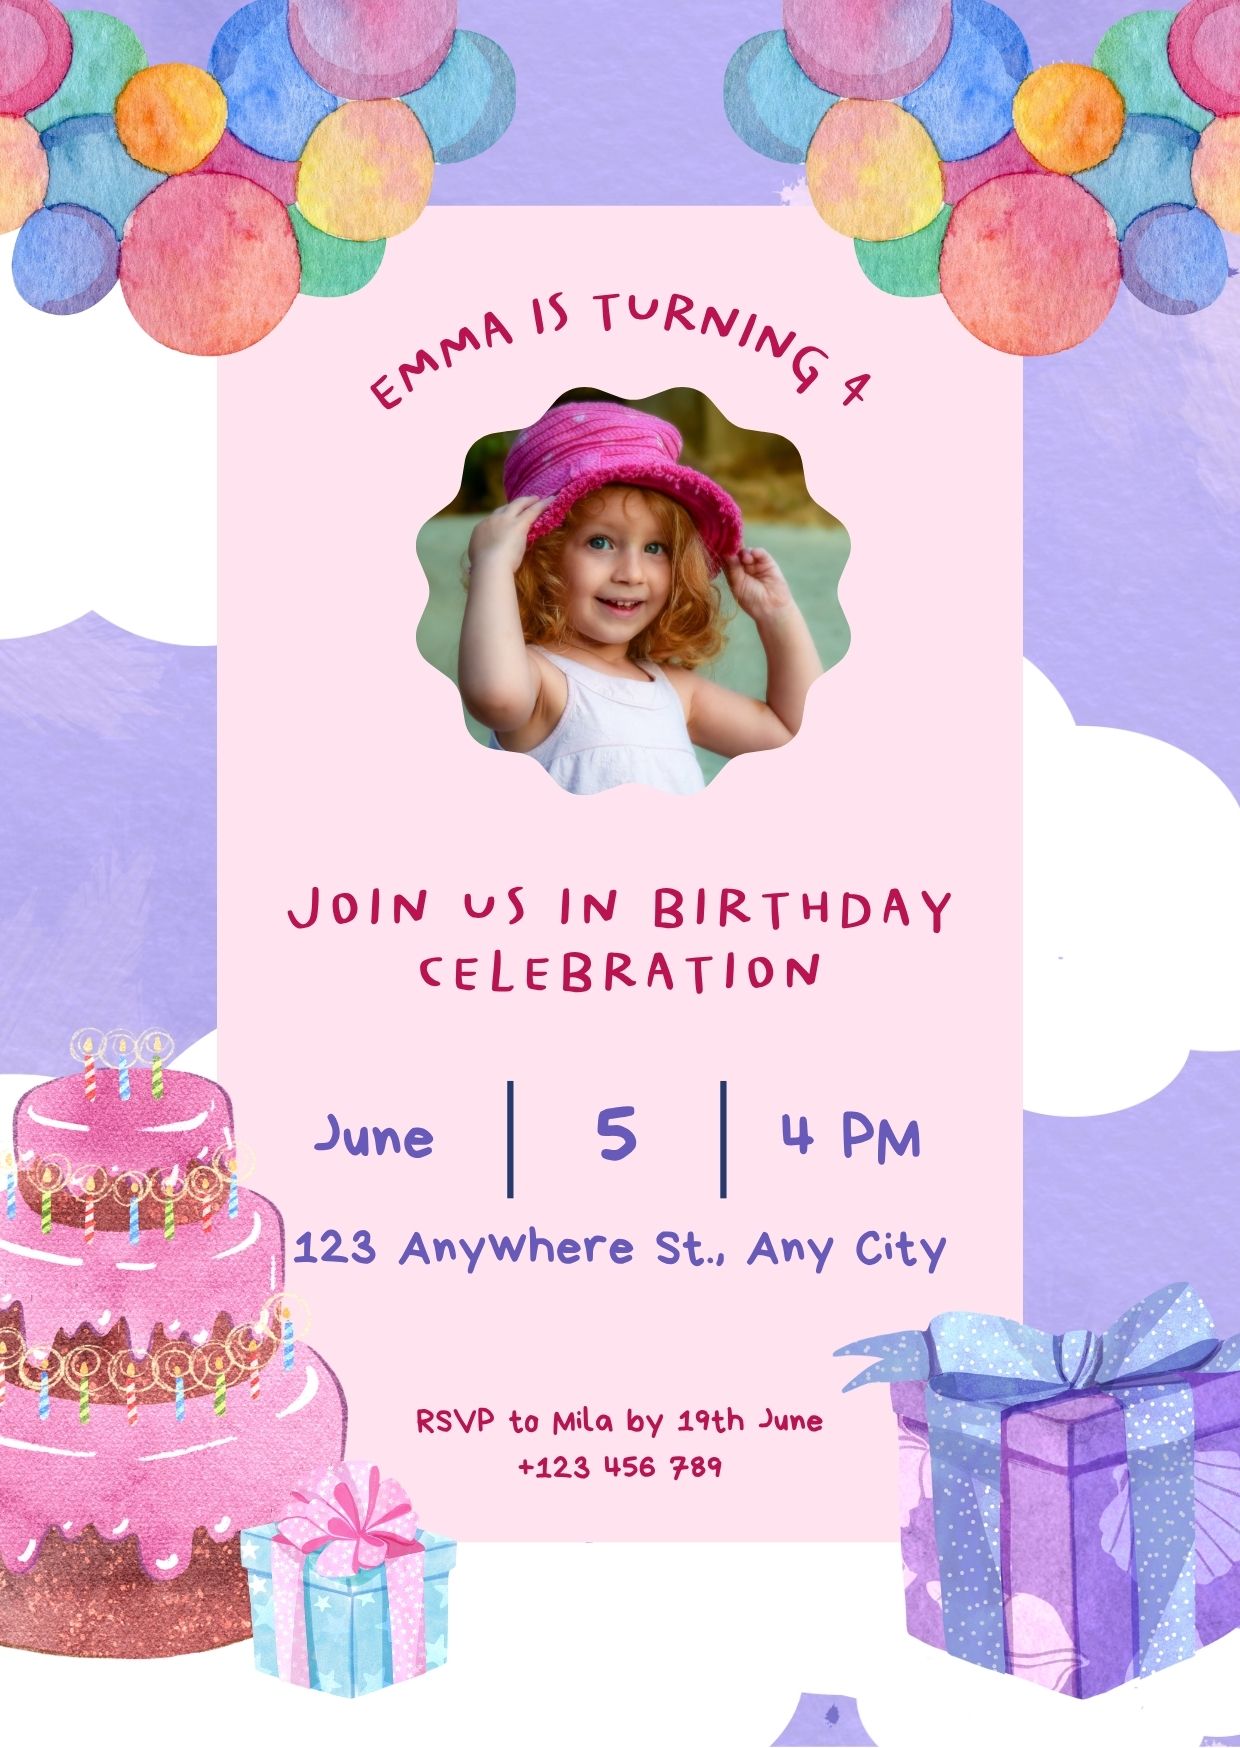 EMMA IS TURNING 4
JOIN US IN BIRTHDAY
CELEBRATION
June
5
4 PM
123 Anywhere St., Any City
RSVP to Mila by 19th June
+123 456 789